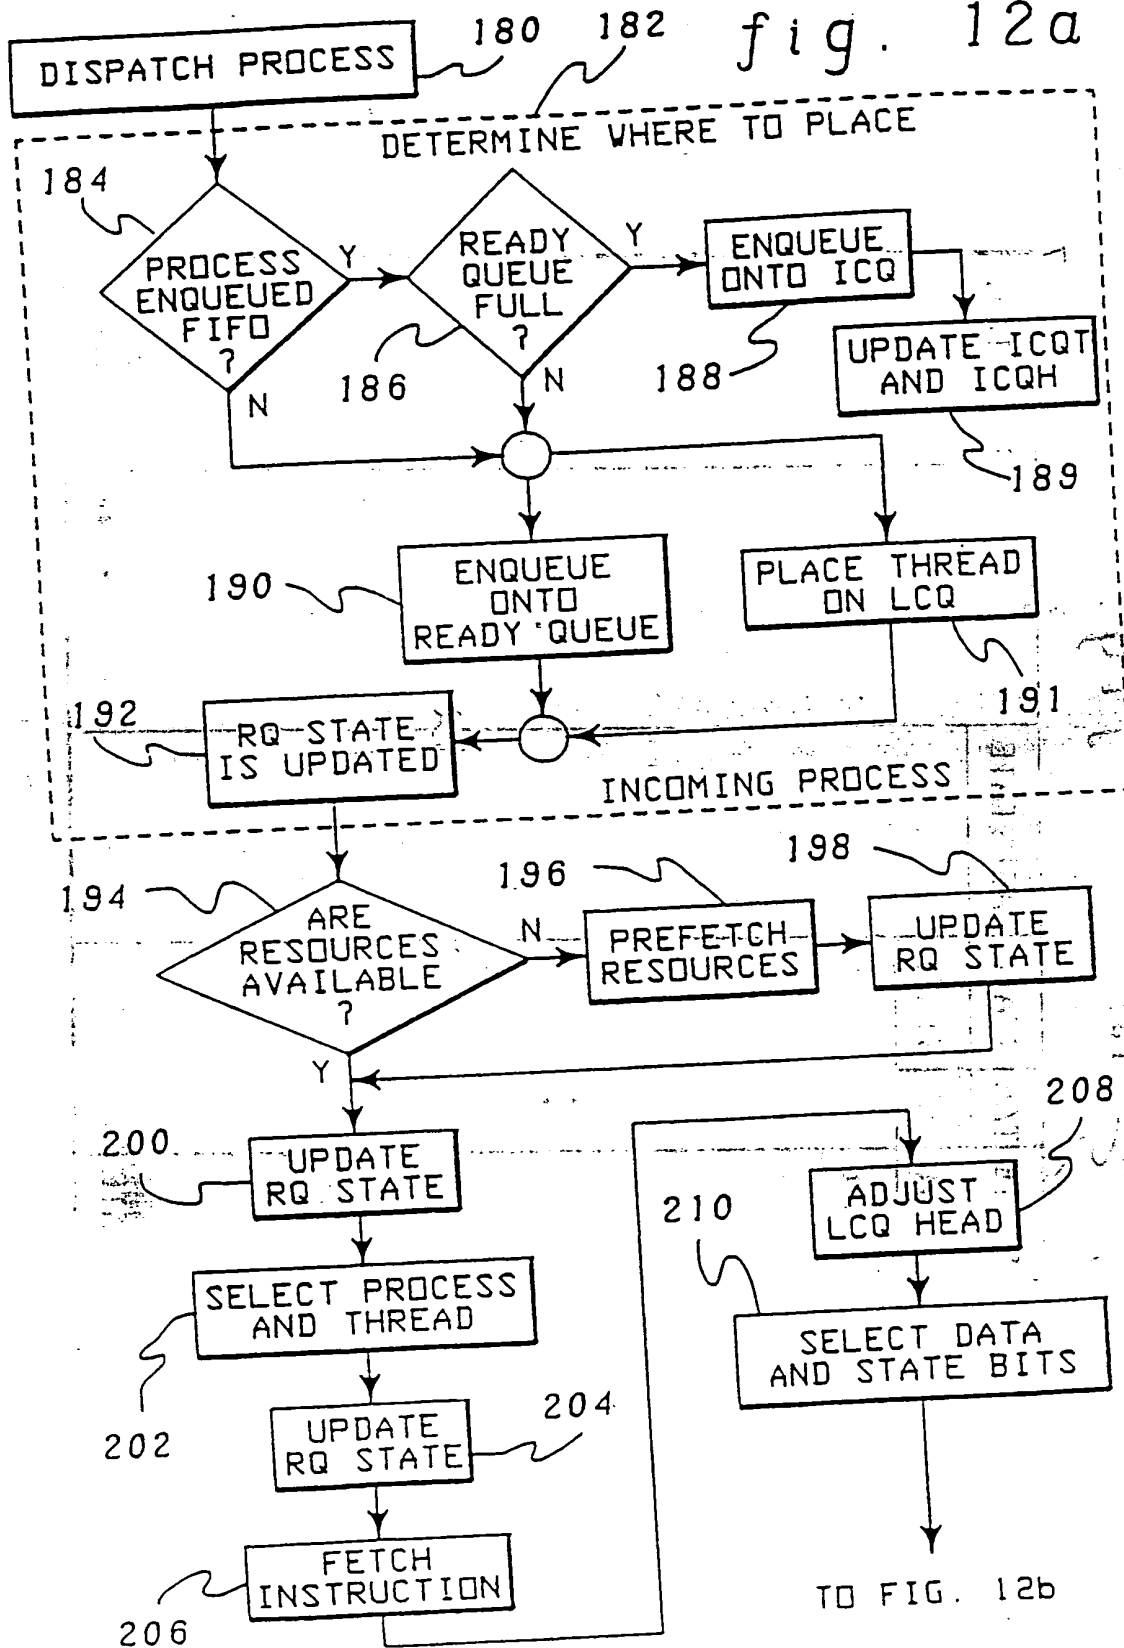 fig. 12a
180
182
DISPATCH PROCESS
DETERMINE WHERE TO PLACE
184
PROCESS
ENQUEUED
FIFO
?
Y
N
READY
QUEUE
FULL
?
Y
N
186
ENQUEUE
ONTO ICQ
188
UPDATE ICQT
AND ICQH
189
190
ENQUEUE
ONTO
READY QUEUE
PLACE THREAD
ON LCQ
191
192
RQ STATE
IS UPDATED
INCOMING PROCESS
194
ARE
RESOURCES
AVAILABLE
?
N
Y
196
PREFETCH
RESOURCES
198
UPDATE
RQ STATE
200
UPDATE
RQ STATE
SELECT PROCESS
AND THREAD
202
UPDATE
RQ STATE
204
FETCH
INSTRUCTION
206
208
ADJUST
LCQ HEAD
210
SELECT DATA
AND STATE BITS
TO FIG. 12b